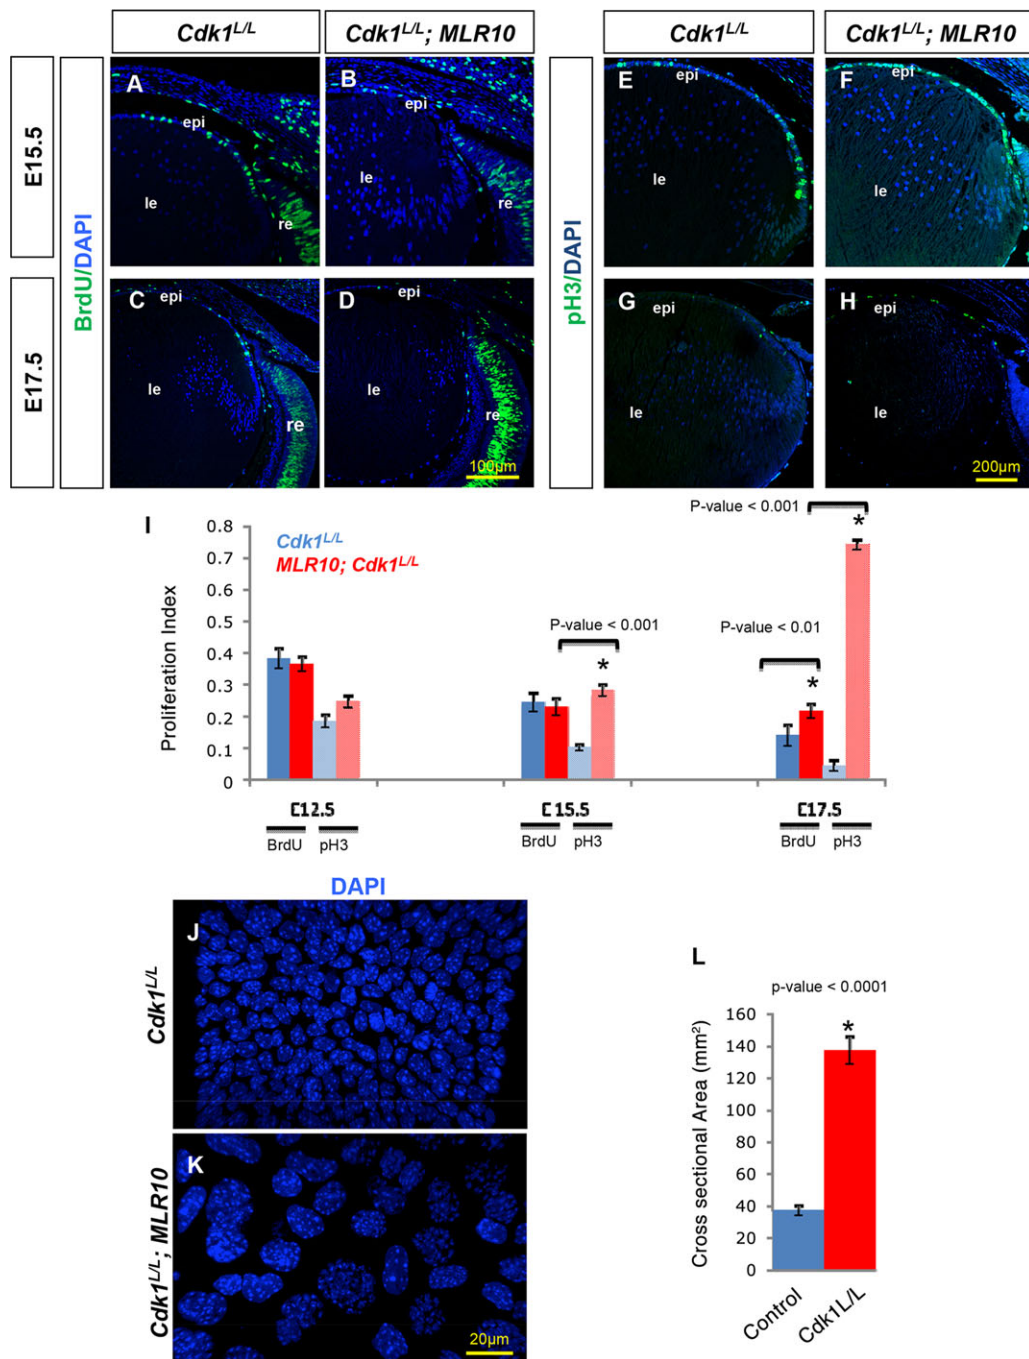 Cdk1L/L
Cdk1L/L; MLR10
Cdk1L/L
Cdk1L/L; MLR10
E15.5
E17.5
BrdU/DAPI
pH3/DAPI
A
epi
le
re
B
epi
le
re
E
epi
le
F
epi
le
C
epi
le
re
D
epi
le
re
100µm
G
epi
le
H
epi
le
200µm
I
Cdk1L/L
MLR10; Cdk1L/L
Proliferation Index
0.8
0.7
0.6
0.5
0.4
0.3
0.2
0.1
0
P-value < 0.001
*
P-value < 0.01
*
P-value < 0.001
*
E12.5
E15.5
E17.5
BrdU
pH3
BrdU
pH3
BrdU
pH3
DAPI
J
Cdk1L/L
K
Cdk1L/L; MLR10
20µm
L
p-value < 0.0001
*
Cross sectional Area (mm²)
160
140
120
100
80
60
40
20
0
Control
Cdk1L/L